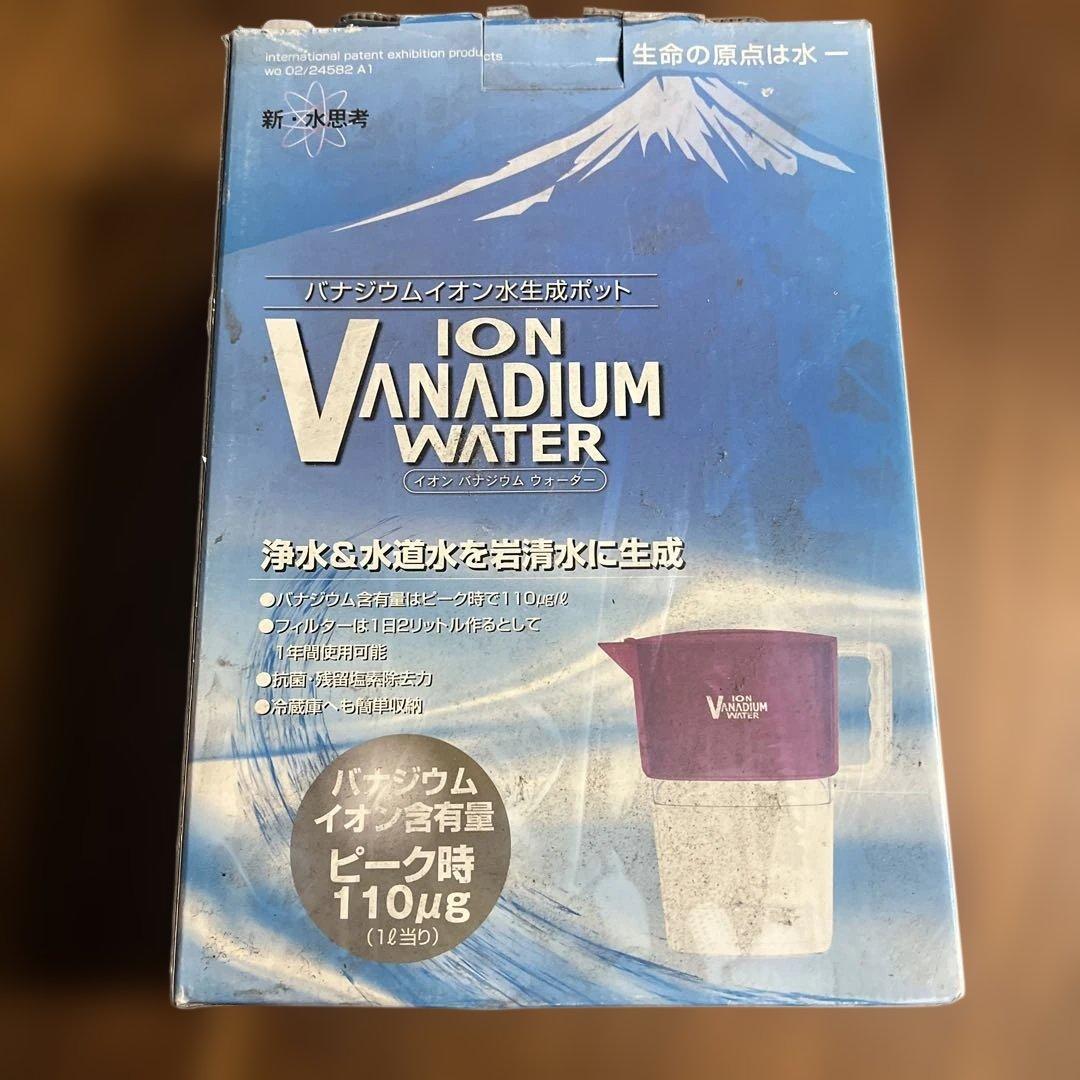 international patent exhibition products
wo 02/24582 A1
― 生命の原点は水 ―
新・水思考
バナジウムイオン水生成ポット
ION
VANADIUM
WATER
イオン バナジウム ウォーター
浄水&水道水を岩清水に生成
●バナジウム含有量はピーク時で110μg/ℓ
●フィルターは1日2リットル作るとして
1年間使用可能
●抗菌・残留塩素除去力
●冷蔵庫へも簡単収納
ION
VANADIUM
WATER
バナジウム
イオン含有量
ピーク時
110μg
(1ℓ当り)